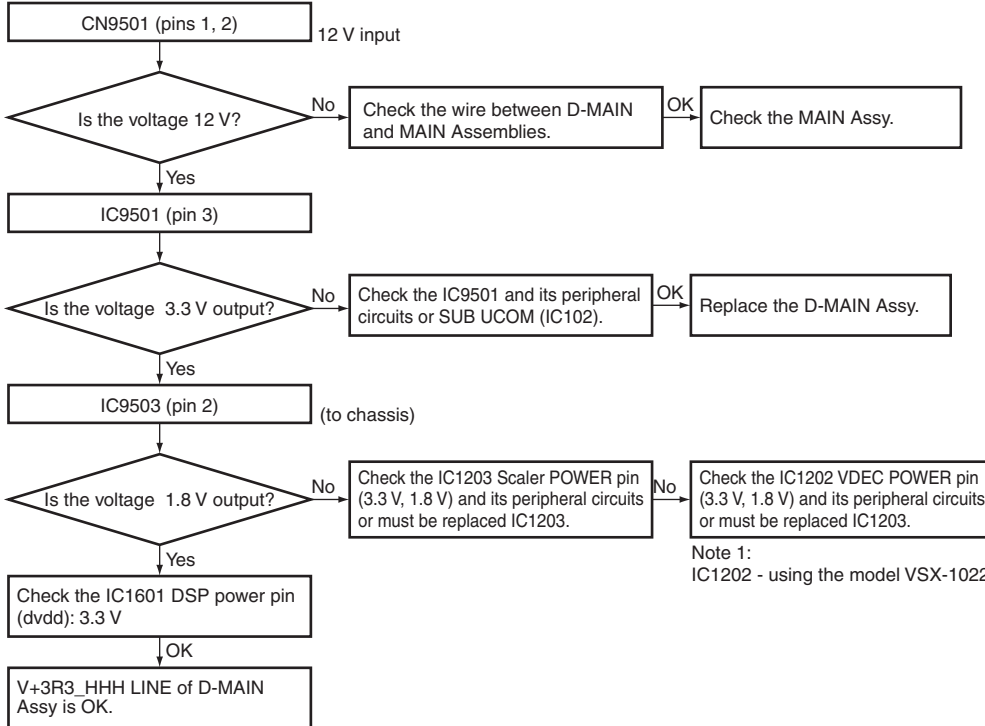 CN9501 (pins 1, 2)
12 V input
Is the voltage 12 V?
No
Check the wire between D-MAIN
and MAIN Assemblies.
OK
Check the MAIN Assy.
Yes
IC9501 (pin 3)
Is the voltage 3.3 V output?
No
Check the IC9501 and its peripheral
circuits or SUB UCOM (IC102).
OK
Replace the D-MAIN Assy.
Yes
IC9503 (pin 2)
(to chassis)
Is the voltage 1.8 V output?
No
Check the IC1203 Scaler POWER pin
(3.3 V, 1.8 V) and its peripheral circuits
or must be replaced IC1203.
No
Check the IC1202 VDEC POWER pin
(3.3 V, 1.8 V) and its peripheral circuits
or must be replaced IC1203.
Note 1:
IC1202 - using the model VSX-1022
Yes
Check the IC1601 DSP power pin
(dvdd): 3.3 V
OK
V+3R3_HHH LINE of D-MAIN
Assy is OK.